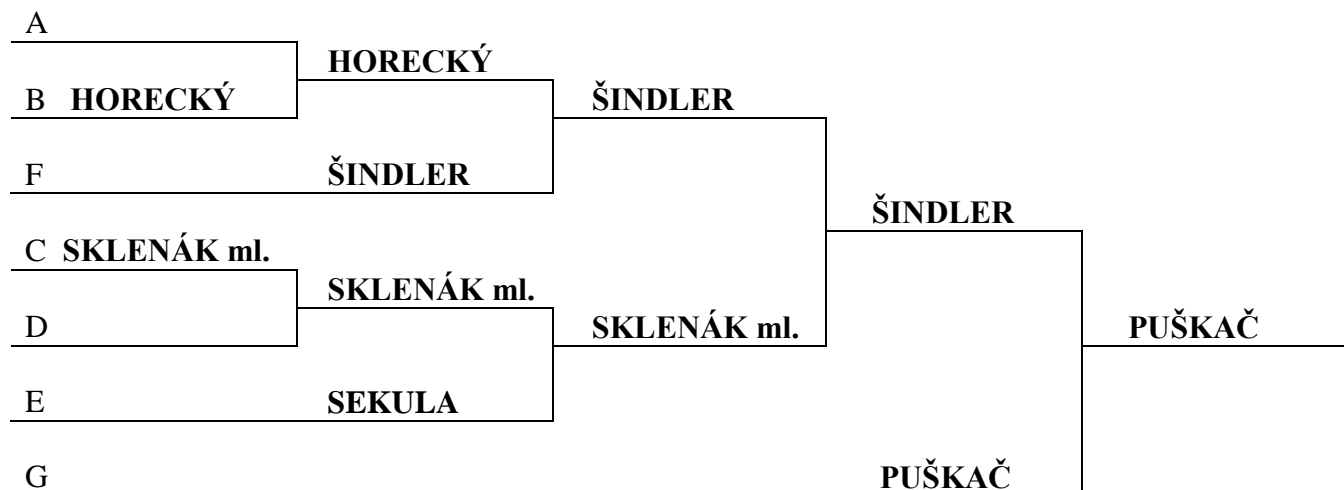 A
HORECKÝ
B HORECKÝ
ŠINDLER
F ŠINDLER
ŠINDLER
C SKLENÁK ml.
SKLENÁK ml.
D SKLENÁK ml. PUŠKAČ
E SEKULA
G PUŠKAČ